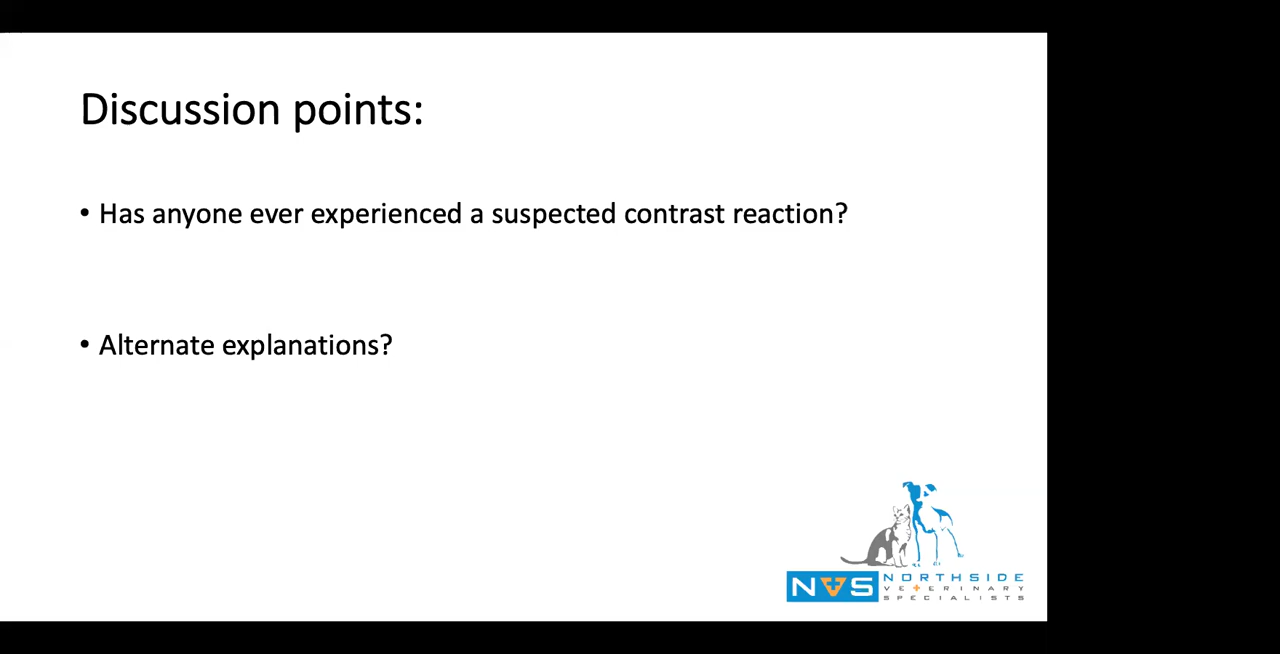 Discussion points:
• Has anyone ever experienced a suspected contrast reaction?
• Alternate explanations?
NVS NORTHSIDE
VETERINARY
SPECIALISTS